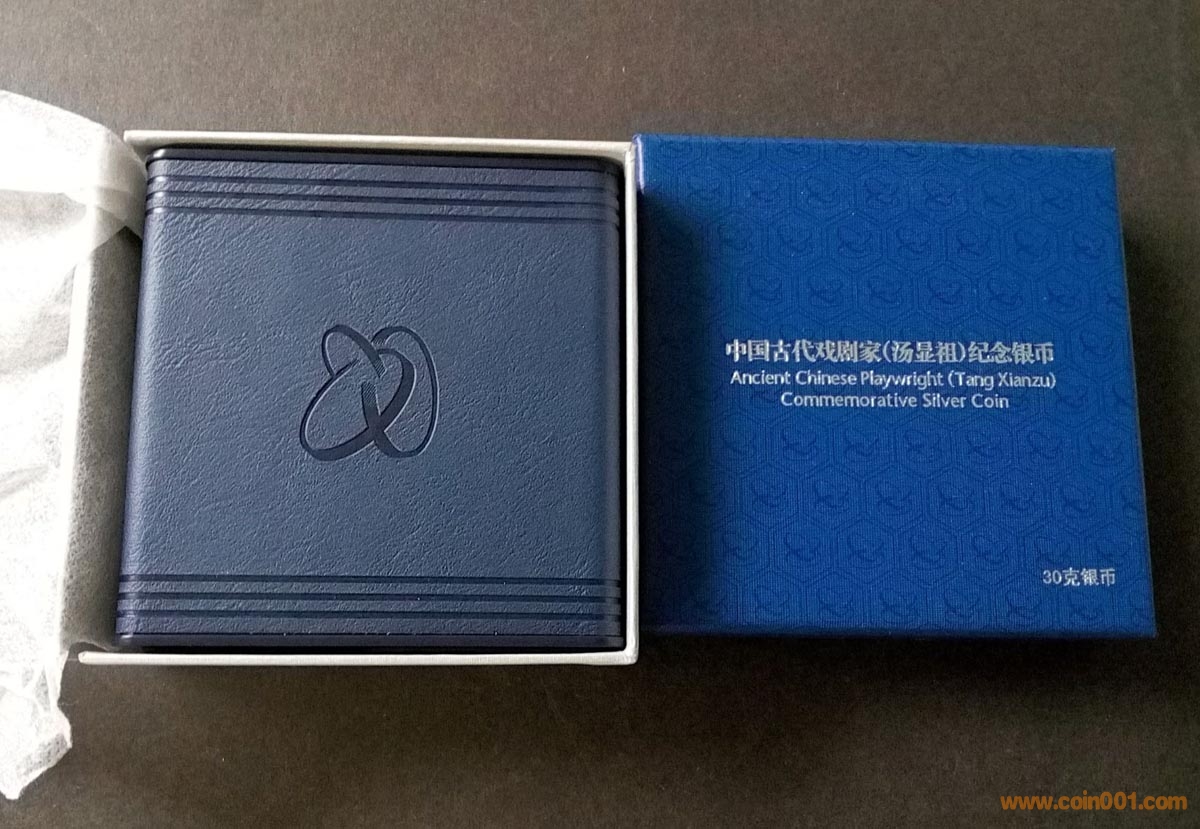 中国古代戏剧家(汤显祖)纪念银币
Ancient Chinese Playwright (Tang Xianzu)
Commemorative Silver Coin
30克银币
www.coin001.com